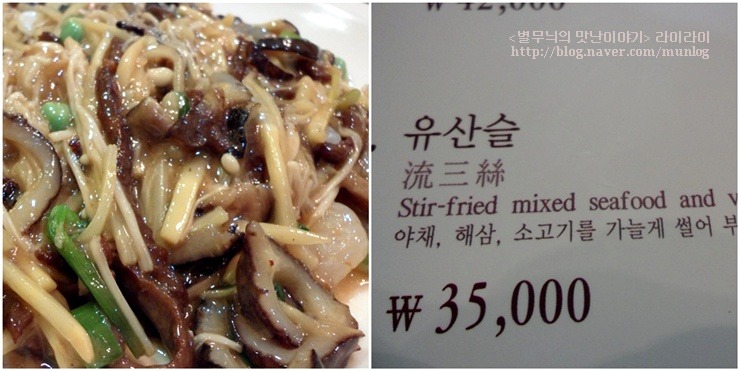 ₩ 42,000
<별무늬의 맛난이야기> 라이라이
http://blog.naver.com/munlog
유산슬
流三絲
Stir-fried mixed seafood and
야채, 해삼, 소고기를 가늘게 썰어
₩ 35,000